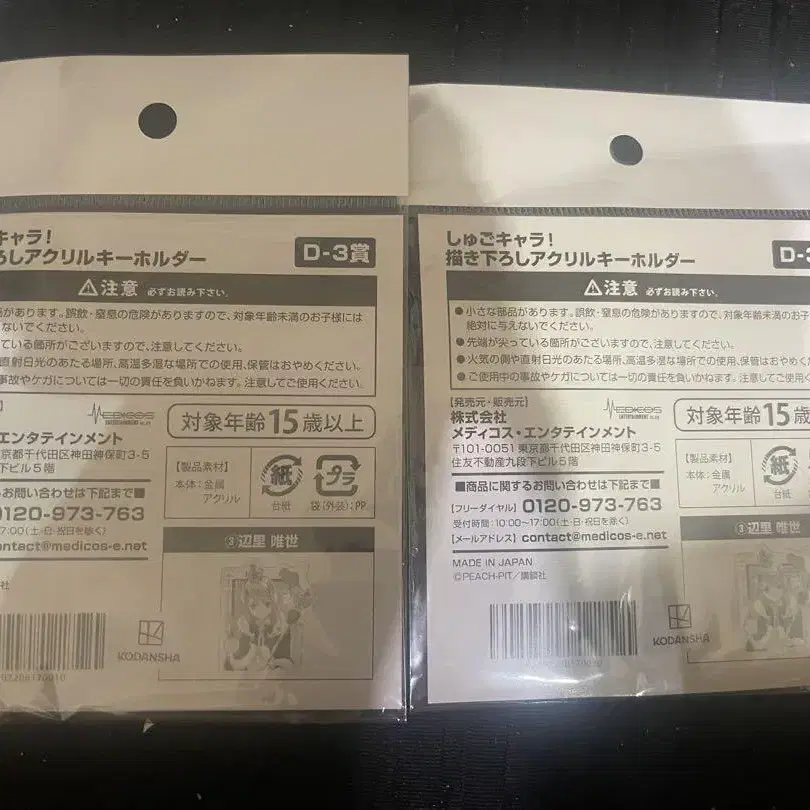 キャラ!
ろしアクリルキーホルダー
D-3賞
⚠注意 必ずお読み下さい。
品があります。誤飲・窒息の危険がありますので、対象年齢未満のお子様には
ないでください。
ている箇所がございますので、注意してください。
直射日光のあたる場所、高温多湿な場所での使用、保管はおやめください。
事故やケガについては一切の責任を負いかねます。注意してご使用ください。
MEDICOS
ENTERTAINMENT
対象年齢15歳以上
エンタテインメント
京都千代田区神田神保町3-5
下ビル5階
【製品素材】
本体:金属
アクリル
紙
台紙
プラ
袋(外装):PP
るお問い合わせは下記まで■
0120-973-763
7:00(土・日・祝日を除く)
contact@medicos-e.net
③辺里 唯世
社
KODANSHA
しゅごキャラ!
描き下ろしアクリルキーホルダー
D-3
⚠注意 必ずお読み下さい。
●小さな部品があります。誤飲・窒息の危険がありますので、対象年齢未満のお子様
絶対に与えないでください。
●先端が尖っている箇所がございますので、注意してください。
●火気の側や直射日光のあたる場所、高温多湿な場所での使用、保管はおやめくだ
●ご使用中の事故やケガについては一切の責任を負いかねます。注意してご使用く
【発売元・販売元】
株式会社
メディコス・エンタテインメント
〒101-0051 東京都千代田区神田神保町3-5
住友不動産九段下ビル5階
MEDICOS
ENTERTAINMENT
対象年齢15歳
【製品素材】
本体:金属
アクリル
紙
台紙
■商品に関するお問い合わせは下記まで■
【フリーダイヤル】0120-973-763
受付時間:10:00~17:00(土・日・祝日を除く)
【メールアドレス】contact@medicos-e.net
③辺里 唯世
MADE IN JAPAN
©PEACH-PIT/講談社
KODANSHA